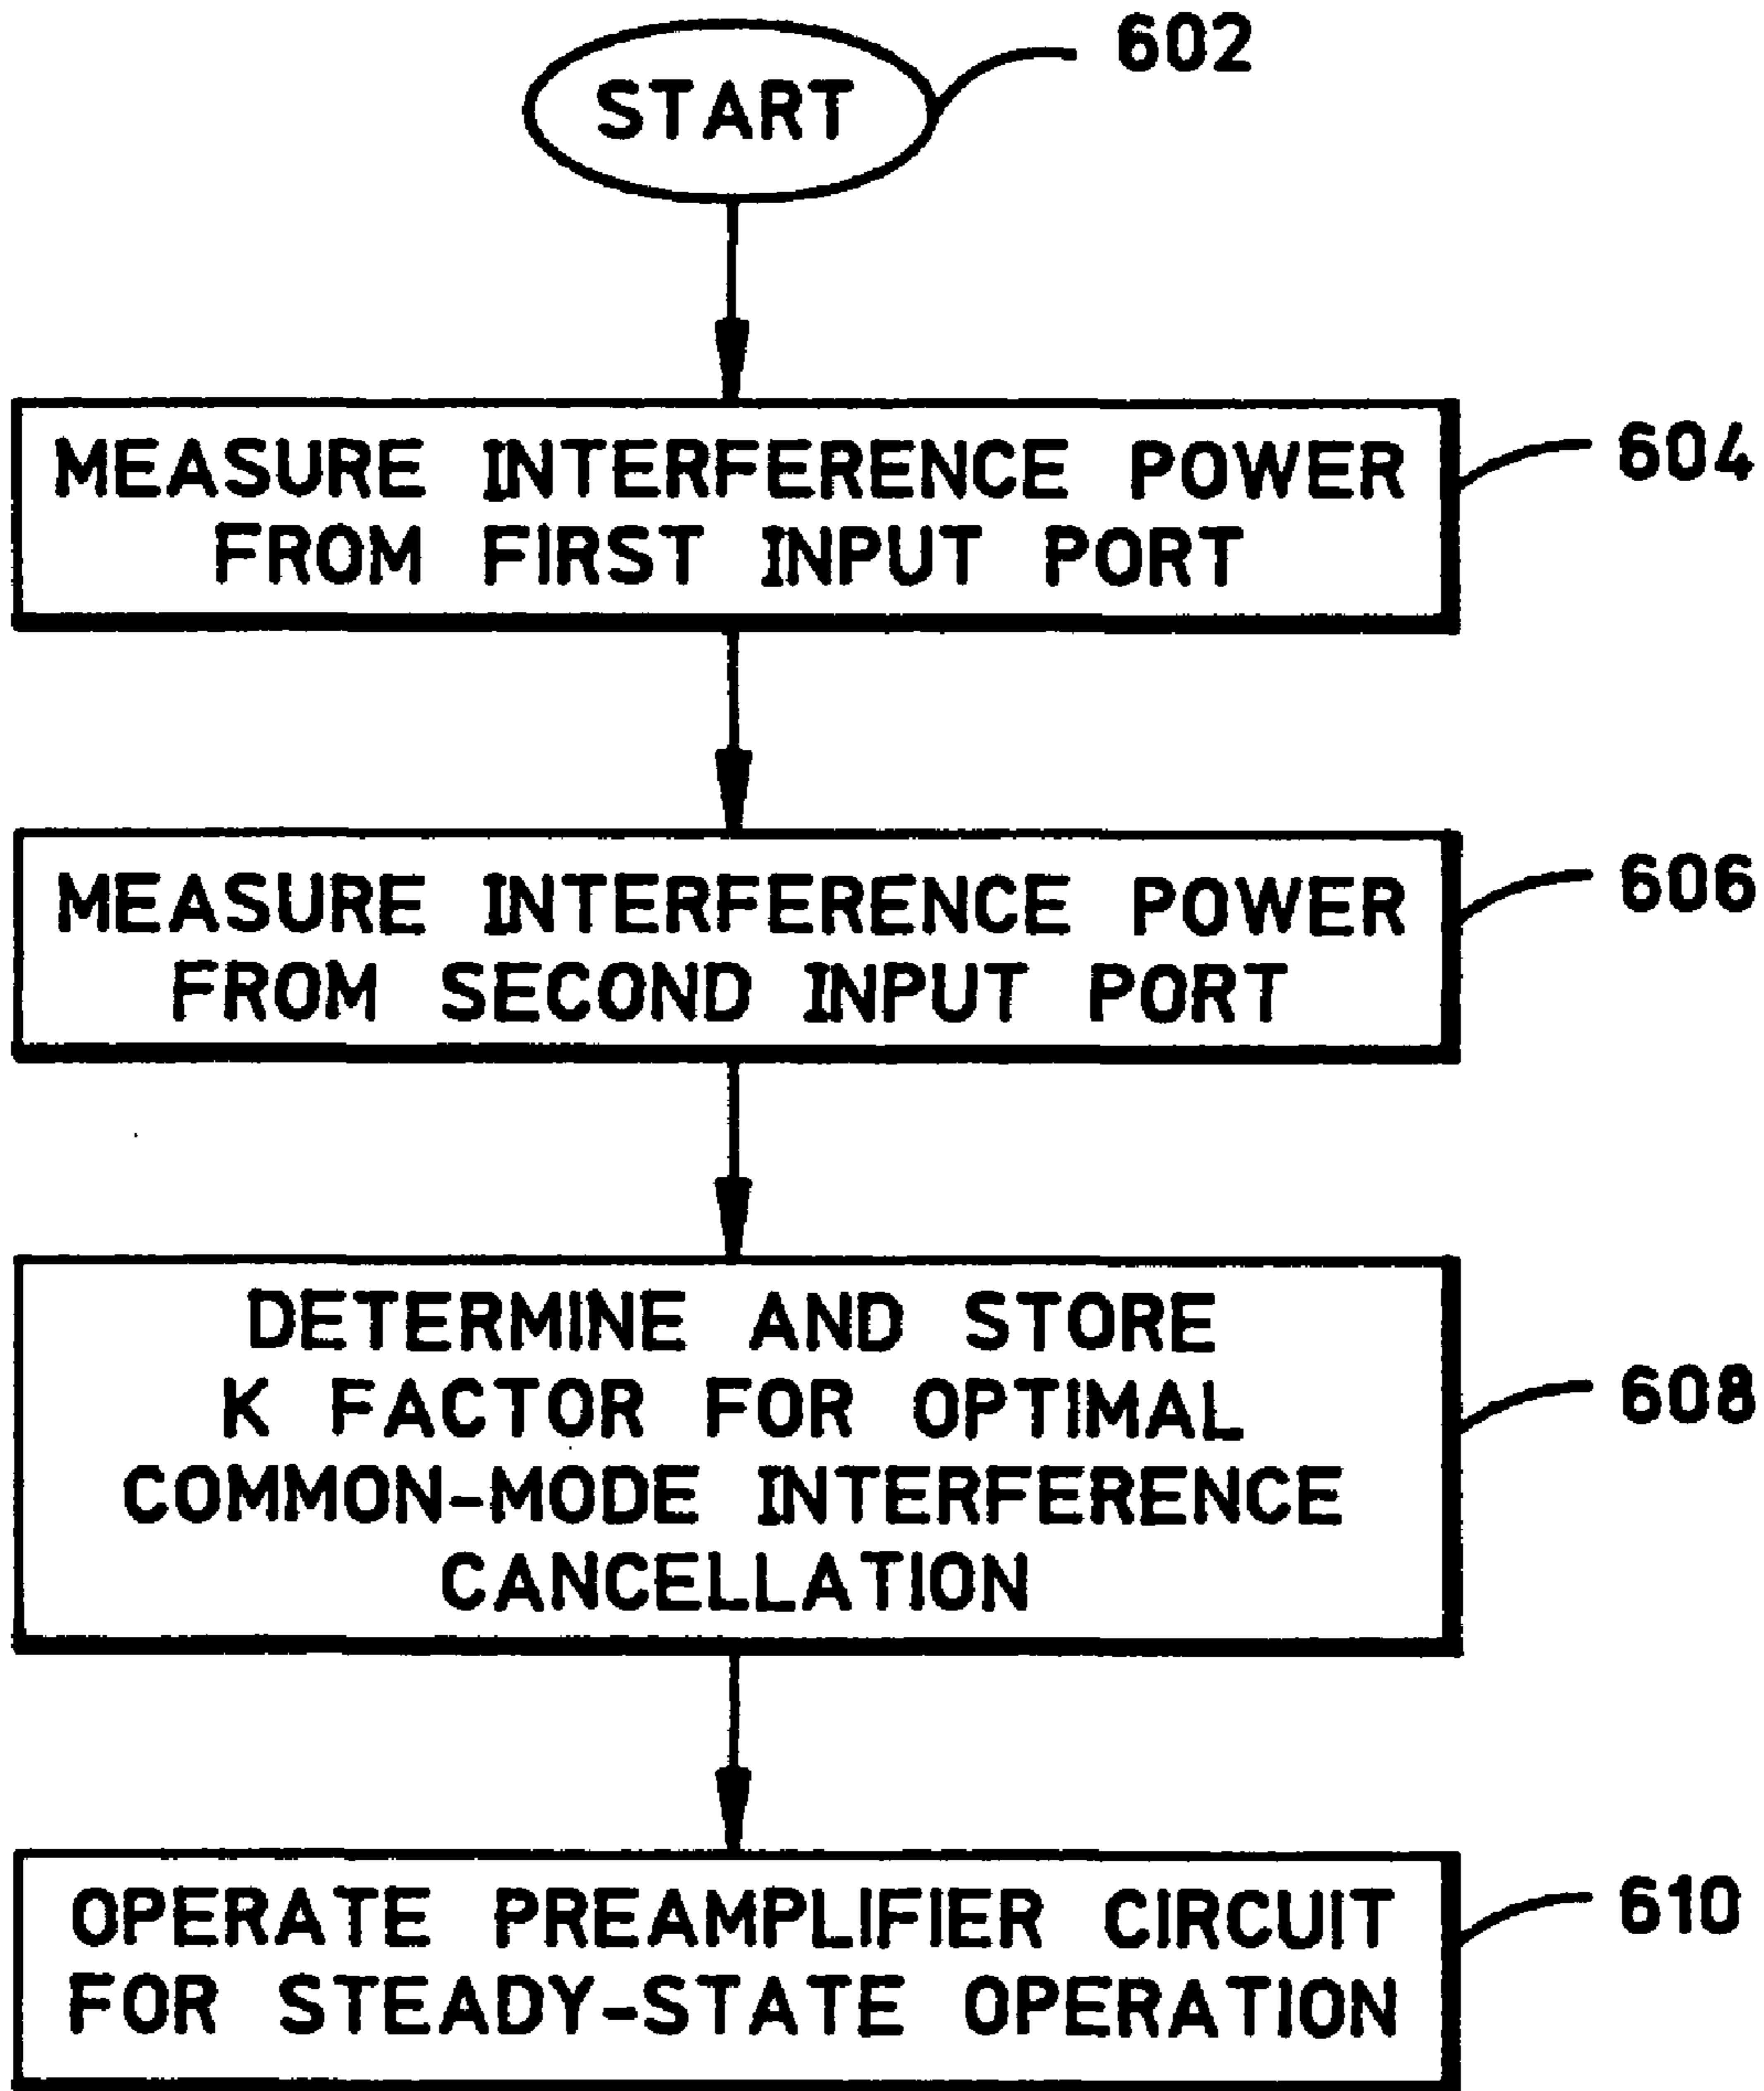 START
602
MEASURE INTERFERENCE POWER
FROM FIRST INPUT PORT
604
MEASURE INTERFERENCE POWER
FROM SECOND INPUT PORT
606
DETERMINE AND STORE
K FACTOR FOR OPTIMAL
COMMON-MODE INTERFERENCE
CANCELLATION
608
OPERATE PREAMPLIFIER CIRCUIT
FOR STEADY-STATE OPERATION
610